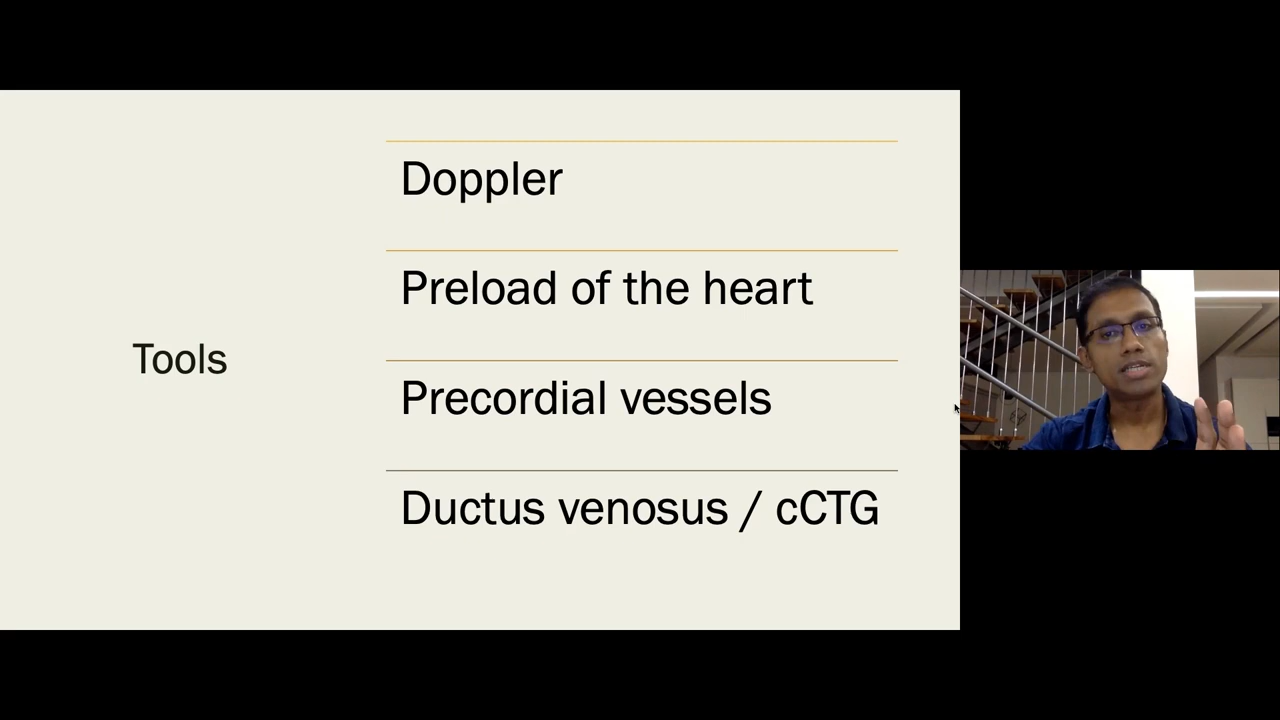 Tools
Doppler
Preload of the heart
Precordial vessels
Ductus venosus / cCTG